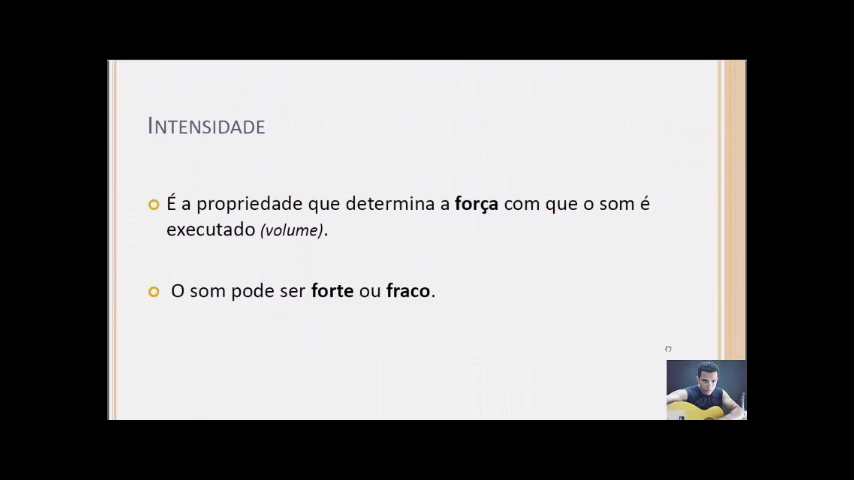 INTENSIDADE
É a propriedade que determina a força com que o som é
executado (volume).
O som pode ser forte ou fraco.